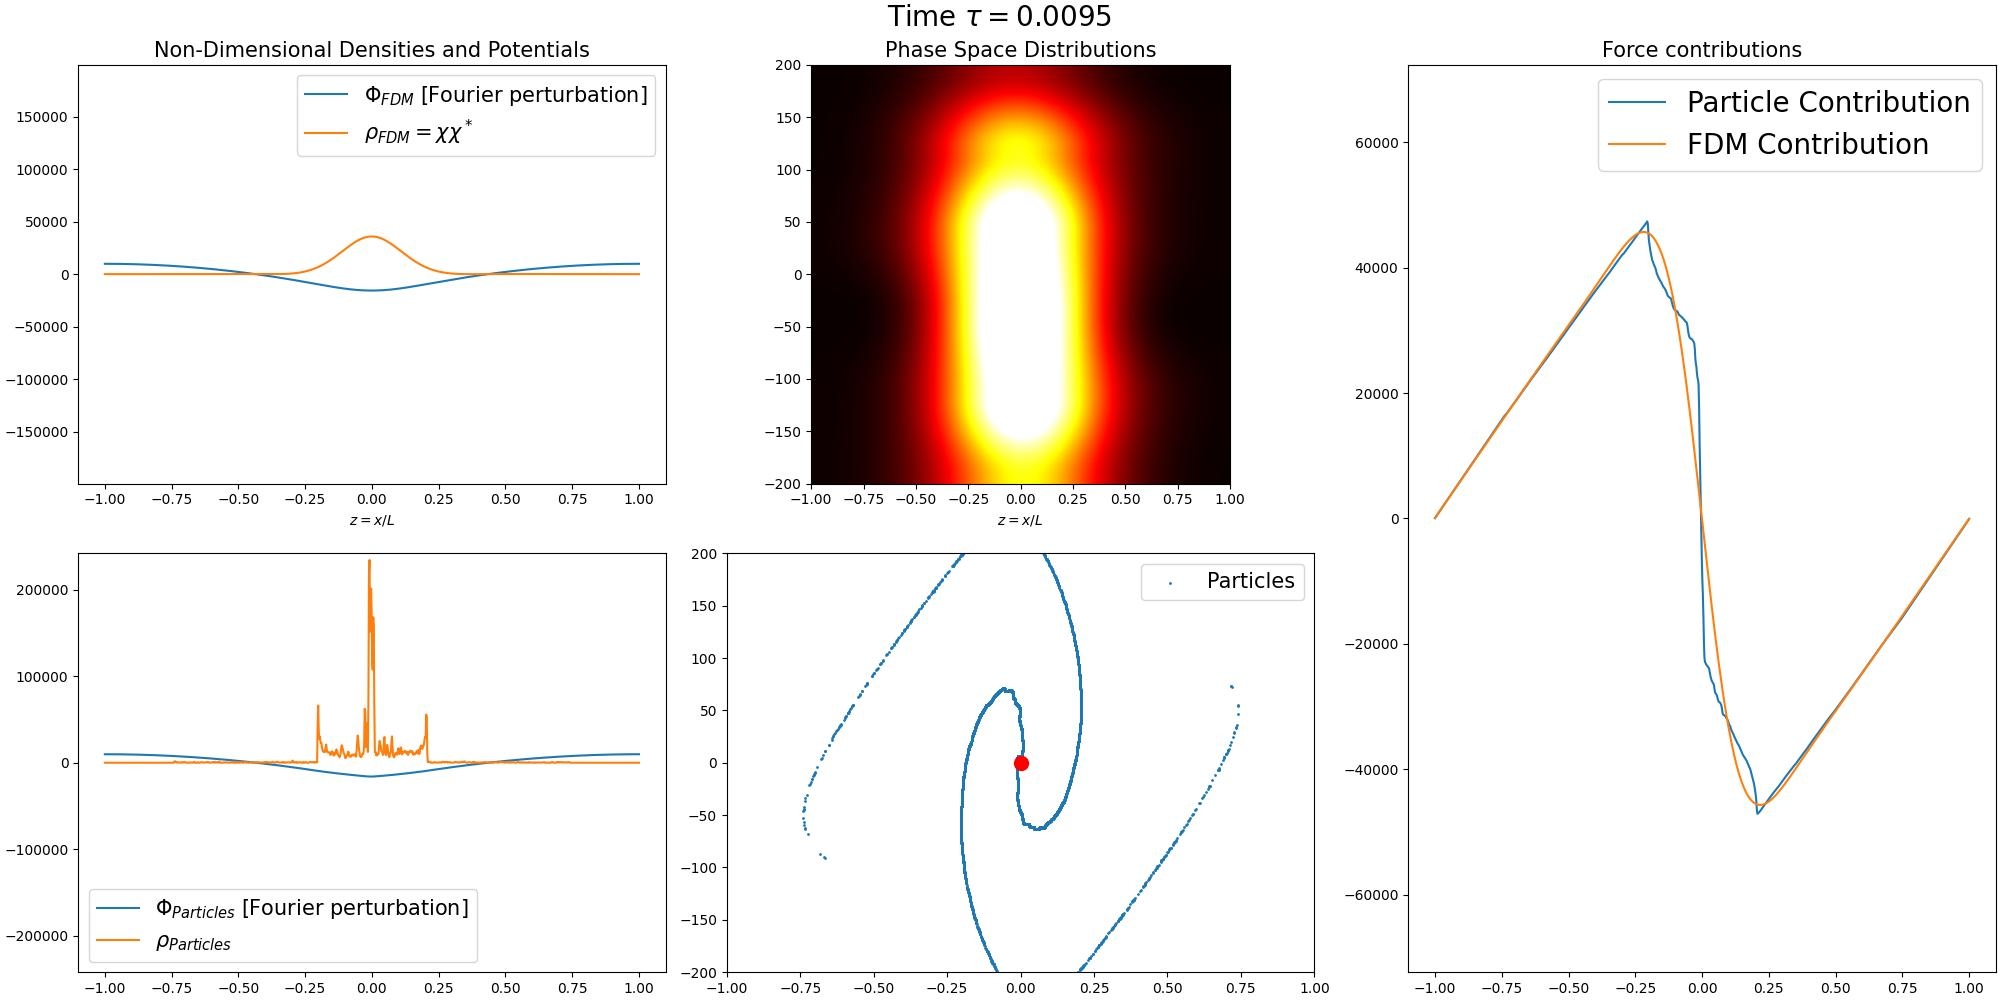 Time τ = 0.0095
Non-Dimensional Densities and Potentials
Φ_FDM [Fourier perturbation]
ρ_FDM = χχ*
150000
100000
50000
0
−50000
−100000
−150000
−1.00 −0.75 −0.50 −0.25 0.00 0.25 0.50 0.75 1.00
z = x/L
Phase Space Distributions
200
150
100
50
0
−50
−100
−150
−200
−1.00 −0.75 −0.50 −0.25 0.00 0.25 0.50 0.75 1.00
z = x/L
Force contributions
Particle Contribution
FDM Contribution
60000
40000
20000
0
−20000
−40000
−60000
−1.00 −0.75 −0.50 −0.25 0.00 0.25 0.50 0.75 1.00
200000
100000
0
−100000
−200000
Φ_Particles [Fourier perturbation]
ρ_Particles
−1.00 −0.75 −0.50 −0.25 0.00 0.25 0.50 0.75 1.00
Particles
200
150
100
50
0
−50
−100
−150
−200
−1.00 −0.75 −0.50 −0.25 0.00 0.25 0.50 0.75 1.00